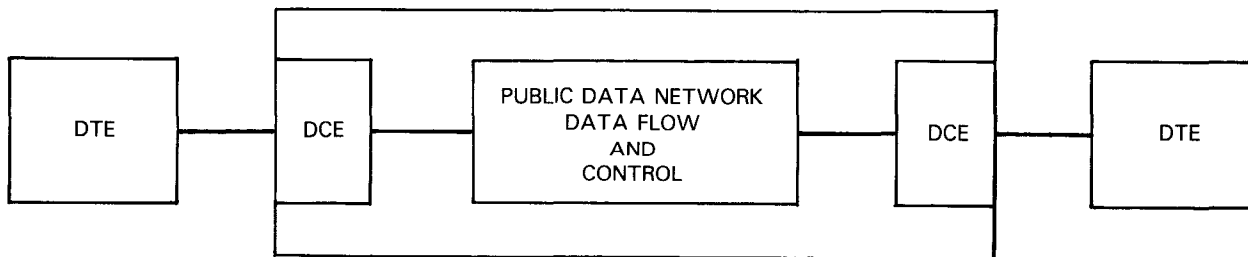 DTE
DCE
PUBLIC DATA NETWORK
DATA FLOW
AND
CONTROL
DCE
DTE